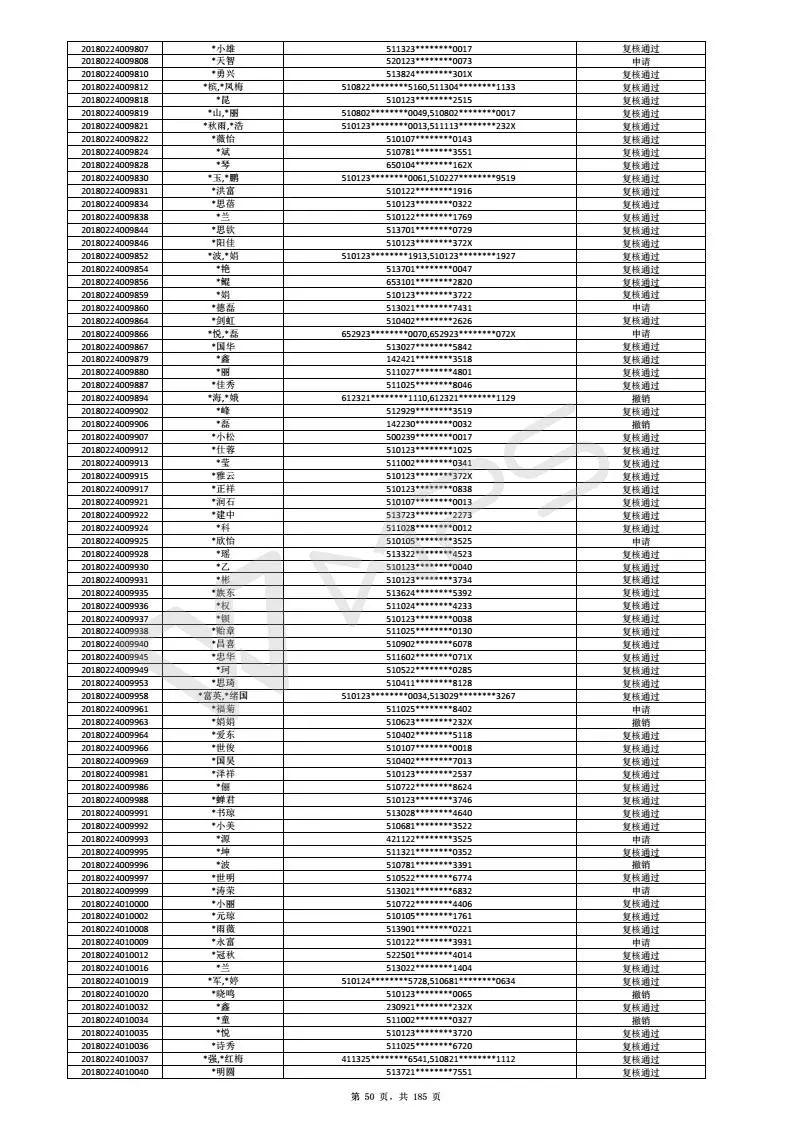 20180224009807 *小雄 511323********0017 复核通过
20180224009808 *天智 520123********0073 申请
20180224009810 *勇兴 513824********301X 复核通过
20180224009812 *槟,*凤梅 510822********5160,511304********1133 复核通过
20180224009818 *昆 510123********2515 复核通过
20180224009819 *山,*丽 510802********0049,510802********0017 复核通过
20180224009821 *秋雨,*浩 510123********0013,511113********232X 复核通过
20180224009822 *薇怡 510107********0143 复核通过
20180224009824 *斌 510781********3551 复核通过
20180224009828 *琴 650104********162X 复核通过
20180224009830 *玉,*鹏 510123********0061,510227********9519 复核通过
20180224009831 *洪富 510122********1916 复核通过
20180224009834 *思蓓 510123********0322 复核通过
20180224009838 *兰 510122********1769 复核通过
20180224009844 *思钦 513701********0729 复核通过
20180224009846 *阳佳 510123********372X 复核通过
20180224009852 *波,*娟 510123********1913,510123********1927 复核通过
20180224009854 *艳 513701********0047 复核通过
20180224009856 *鲲 653101********2820 复核通过
20180224009859 *娟 510123********3722 复核通过
20180224009860 *德磊 513021********7431 申请
20180224009864 *剑虹 510402********2626 复核通过
20180224009866 *悦,*磊 652923********0070,652923********072X 申请
20180224009867 *国华 513027********5842 复核通过
20180224009879 *鑫 142421********3518 复核通过
20180224009880 *丽 511027********4801 复核通过
20180224009887 *佳秀 511025********8046 复核通过
20180224009894 *海,*娥 612321********1110,612321********1129 撤销
20180224009902 *峰 512929********3519 复核通过
20180224009906 *磊 142230********0032 撤销
20180224009907 *小松 500239********0017 复核通过
20180224009912 *仕蓉 510123********1025 复核通过
20180224009913 *莹 511002********0341 复核通过
20180224009915 *雅云 510123********372X 复核通过
20180224009917 *正祥 510123********0838 复核通过
20180224009921 *润石 510107********0013 复核通过
20180224009922 *建中 513723********2273 复核通过
20180224009924 *科 511028********0012 复核通过
20180224009925 *欣怡 510105********3525 申请
20180224009928 *瑶 513322********4523 复核通过
20180224009930 *乙 510123********0040 复核通过
20180224009931 *彬 510123********3734 复核通过
20180224009935 *族东 513624********5392 复核通过
20180224009936 *权 511024********4233 复核通过
20180224009937 *钡 510123********0038 复核通过
20180224009938 *贻章 511025********0130 复核通过
20180224009940 *昌喜 510902********6078 复核通过
20180224009945 *忠华 511602********071X 复核通过
20180224009949 *珂 510522********0285 复核通过
20180224009953 *思琦 510411********8128 复核通过
20180224009958 *富英,*绪国 510123********0034,513029********3267 复核通过
20180224009961 *福菊 511025********8402 申请
20180224009963 *娟娟 510623********232X 撤销
20180224009964 *爱东 510402********5118 复核通过
20180224009966 *世俊 510107********0018 复核通过
20180224009969 *国昊 510402********7013 复核通过
20180224009981 *泽祥 510123********2537 复核通过
20180224009986 *俪 510722********8624 复核通过
20180224009988 *蝉君 510123********3746 复核通过
20180224009991 *书琼 513028********4640 复核通过
20180224009992 *小美 510681********3522 复核通过
20180224009993 *源 421122********3525 申请
20180224009995 *坤 511321********0352 复核通过
20180224009996 *波 510781********3391 撤销
20180224009997 *世明 510522********6774 复核通过
20180224009999 *涛荣 513021********6832 申请
20180224010000 *小丽 510722********4406 复核通过
20180224010002 *元琼 510105********1761 复核通过
20180224010008 *雨薇 513901********0221 复核通过
20180224010009 *永富 510122********3931 申请
20180224010012 *冠秋 522501********4014 复核通过
20180224010016 *兰 513022********1404 复核通过
20180224010019 *军,*婷 510124********5728,510681********0634 复核通过
20180224010020 *晓鸣 510123********0065 撤销
20180224010032 *鑫 230921********232X 复核通过
20180224010034 *童 511002********0327 撤销
20180224010035 *悦 510123********3720 复核通过
20180224010036 *诗秀 511025********6720 复核通过
20180224010037 *强,*红梅 411325********6541,510821********1112 复核通过
20180224010040 *明圆 513721********7551 复核通过
第 50 页，共 185 页